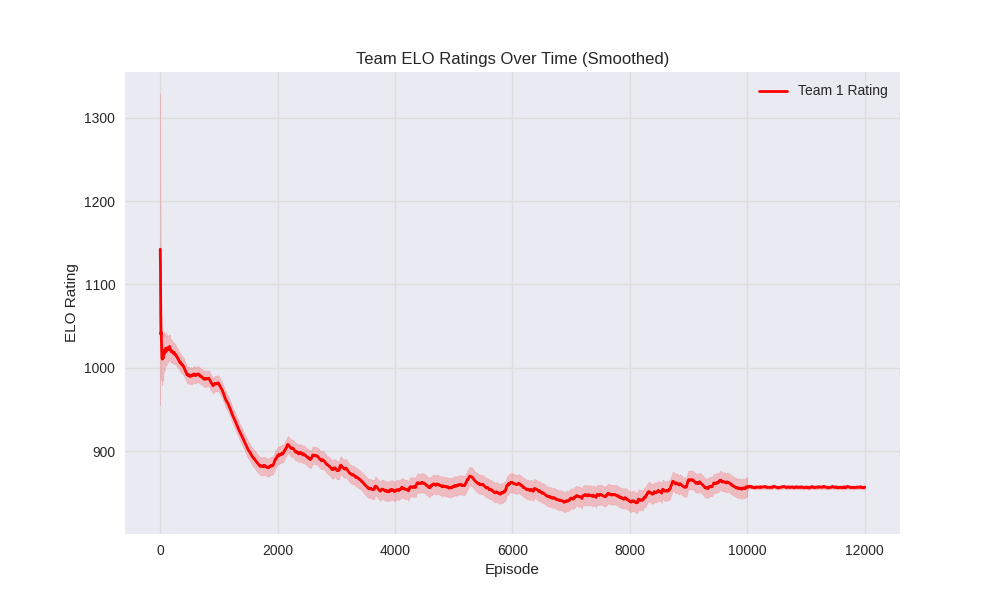 Team ELO Ratings Over Time (Smoothed)
Team 1 Rating
ELO Rating
1300
1200
1100
1000
900
0 2000 4000 6000 8000 10000 12000
Episode